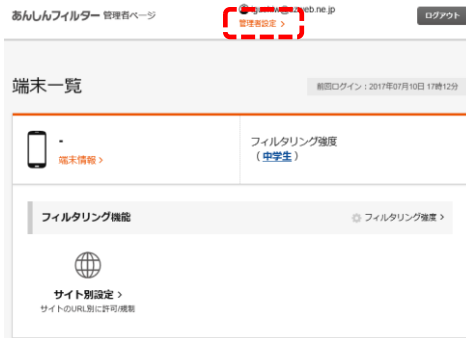 あんしんフィルター 管理者ページ
web.ne.jp
管理者設定 >
ログアウト
端末一覧
前回ログイン：2017年07月10日 17時12分
-
端末情報 >
フィルタリング強度
（中学生）
フィルタリング機能
フィルタリング強度 >
サイト別設定 >
サイトのURL別に許可/規制